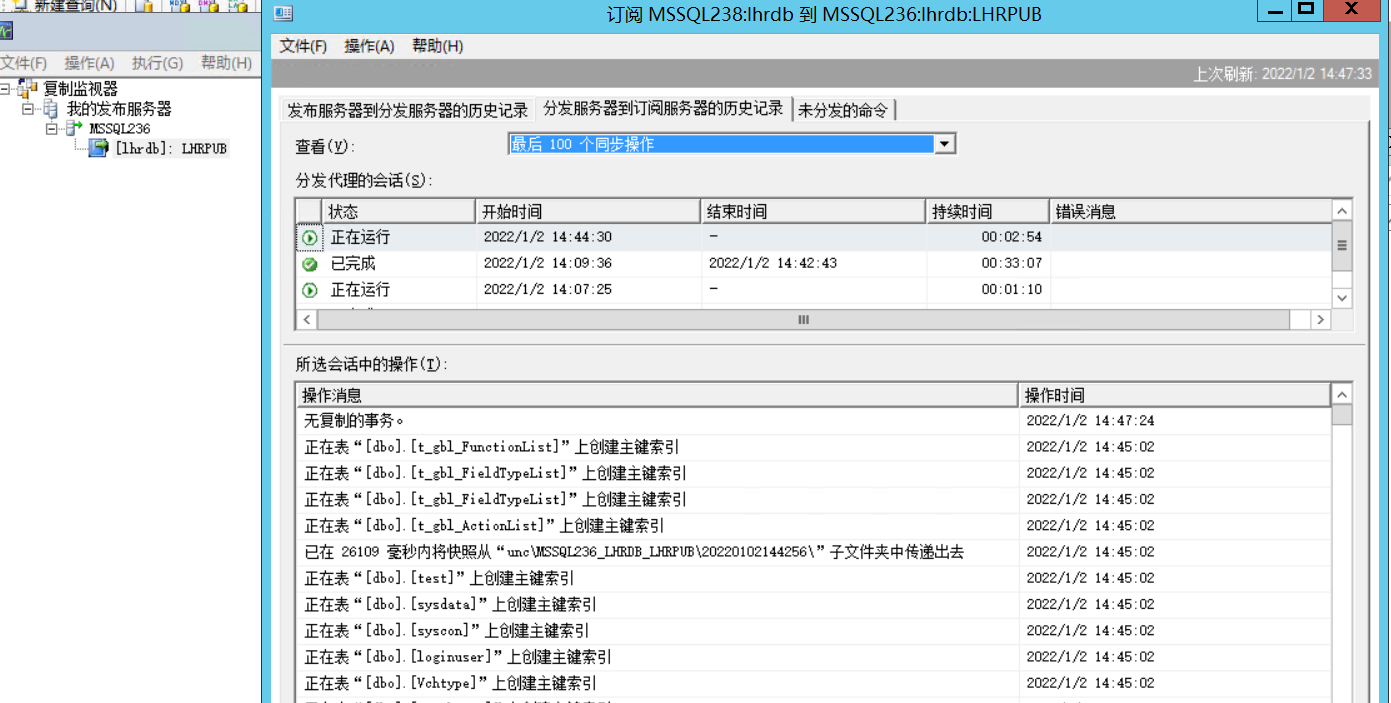 新建查询(N)
文件(F) 操作(A) 执行(G) 帮助(H)
复制监视器
我的发布服务器
MSSQL236
[lhrdb]: LHRPUB
订阅 MSSQL238:lhrdb 到 MSSQL236:lhrdb:LHRPUB
文件(F) 操作(A) 帮助(H)
上次刷新: 2022/1/2 14:47:33
发布服务器到分发服务器的历史记录 分发服务器到订阅服务器的历史记录 未分发的命令
查看(V): 最后 100 个同步操作
分发代理的会话(S):
状态 开始时间 结束时间 持续时间 错误消息
正在运行 2022/1/2 14:44:30 - 00:02:54
已完成 2022/1/2 14:09:36 2022/1/2 14:42:43 00:33:07
正在运行 2022/1/2 14:07:25 - 00:01:10
所选会话中的操作(T):
操作消息 操作时间
无复制的事务。 2022/1/2 14:47:24
正在表“[dbo].[t_gbl_FunctionList]”上创建主键索引 2022/1/2 14:45:02
正在表“[dbo].[t_gbl_FieldTypeList]”上创建主键索引 2022/1/2 14:45:02
正在表“[dbo].[t_gbl_FieldTypeList]”上创建主键索引 2022/1/2 14:45:02
正在表“[dbo].[t_gbl_ActionList]”上创建主键索引 2022/1/2 14:45:02
已在 26109 毫秒内将快照从“unc\MSSQL236_LHRDB_LHRPUB\20220102144256\”子文件夹中传递出去 2022/1/2 14:45:02
正在表“[dbo].[test]”上创建主键索引 2022/1/2 14:45:02
正在表“[dbo].[sysdata]”上创建主键索引 2022/1/2 14:45:02
正在表“[dbo].[syscon]”上创建主键索引 2022/1/2 14:45:02
正在表“[dbo].[loginuser]”上创建主键索引 2022/1/2 14:45:02
正在表“[dbo].[Vchtype]”上创建主键索引 2022/1/2 14:45:02